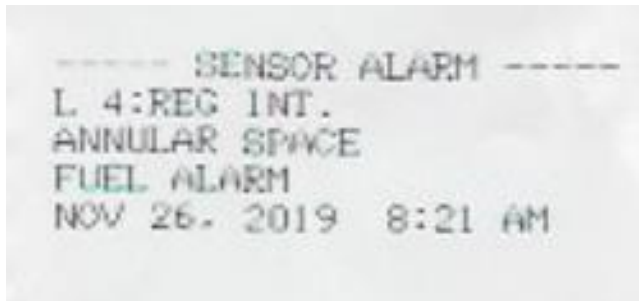 ----- SENSOR ALARM -----
L 4:REG INT.
ANNULAR SPACE
FUEL ALARM
NOV 26, 2019  8:21 AM